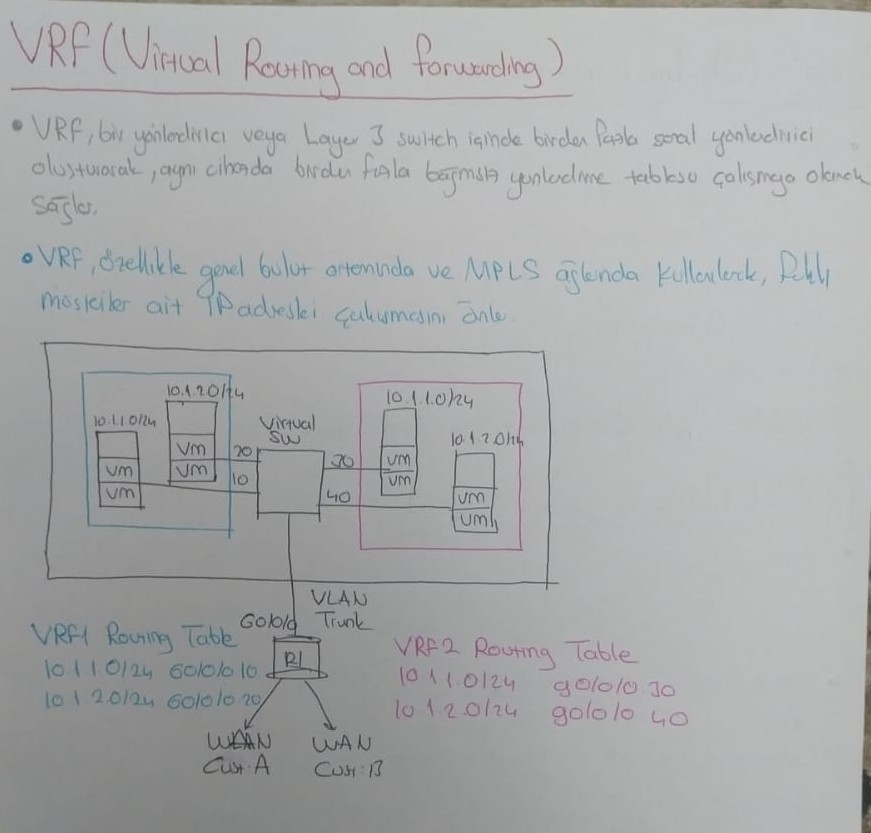 VRF (Virtual Routing and forwarding)
• VRF, bir yönlendirici veya Layer 3 switch içinde birden fazla sanal yönlendirici
oluşturarak, aynı cihazda birden fazla bağımsız yönlendirme tablosu çalışmaya olanak
sağlar.
• VRF, özellikle genel bulut ortamında ve MPLS ağlarında kullanılarak, farklı
müşteriler ait IP adresleri çakışmasını önler.
10.1.2.0/24
10.1.1.0/24
10.1.1.0/24
10.1.2.0/24
Virtual
SW
VM
VM
VM
VM
20
10
30
40
VM
VM
VM
VM
VLAN
Trunk
G0/0/0
R1
VRF1 Routing Table
10.1.1.0/24 G0/0/0.10
10.1.2.0/24 G0/0/0.20
VRF2 Routing Table
10.1.1.0/24 g0/0/0.30
10.1.2.0/24 g0/0/0.40
WAN
Cust:A
WAN
Cust:B